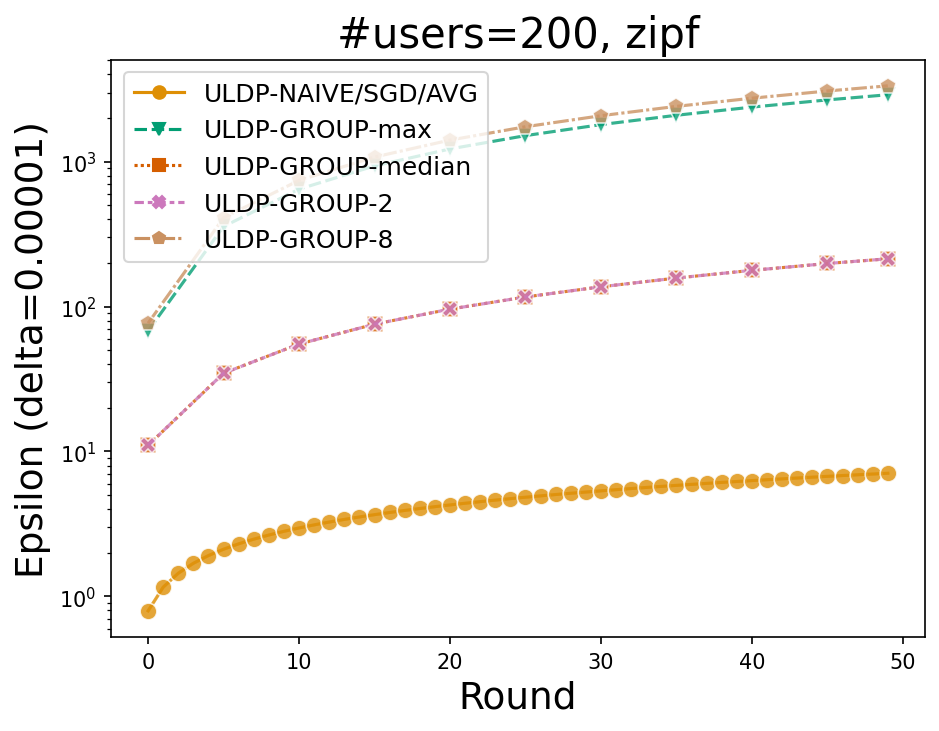 #users=200, zipf
ULDP-NAIVE/SGD/AVG
ULDP-GROUP-max
ULDP-GROUP-median
ULDP-GROUP-2
ULDP-GROUP-8
Epsilon (delta=0.00001)
10^3
10^2
10^1
10^0
0 10 20 30 40 50
Round